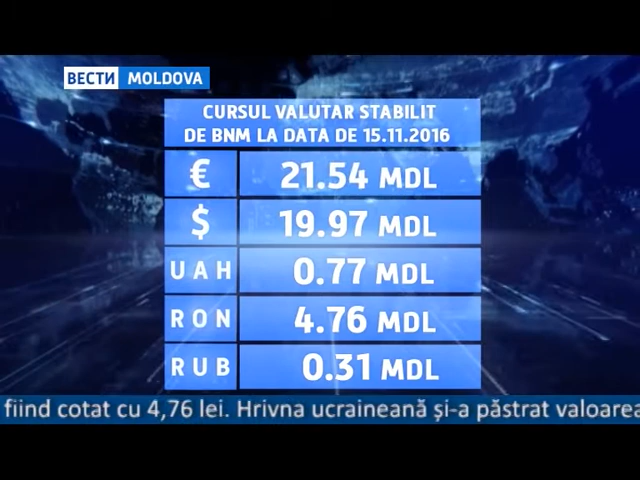 ВЕСТИ MOLDOVA
CURSUL VALUTAR STABILIT
DE BNM LA DATA DE 15.11.2016
€ 21.54 MDL
$ 19.97 MDL
UAH 0.77 MDL
RON 4.76 MDL
RUB 0.31 MDL
fiind cotat cu 4,76 lei. Hrivna ucraineană și-a păstrat valoarea